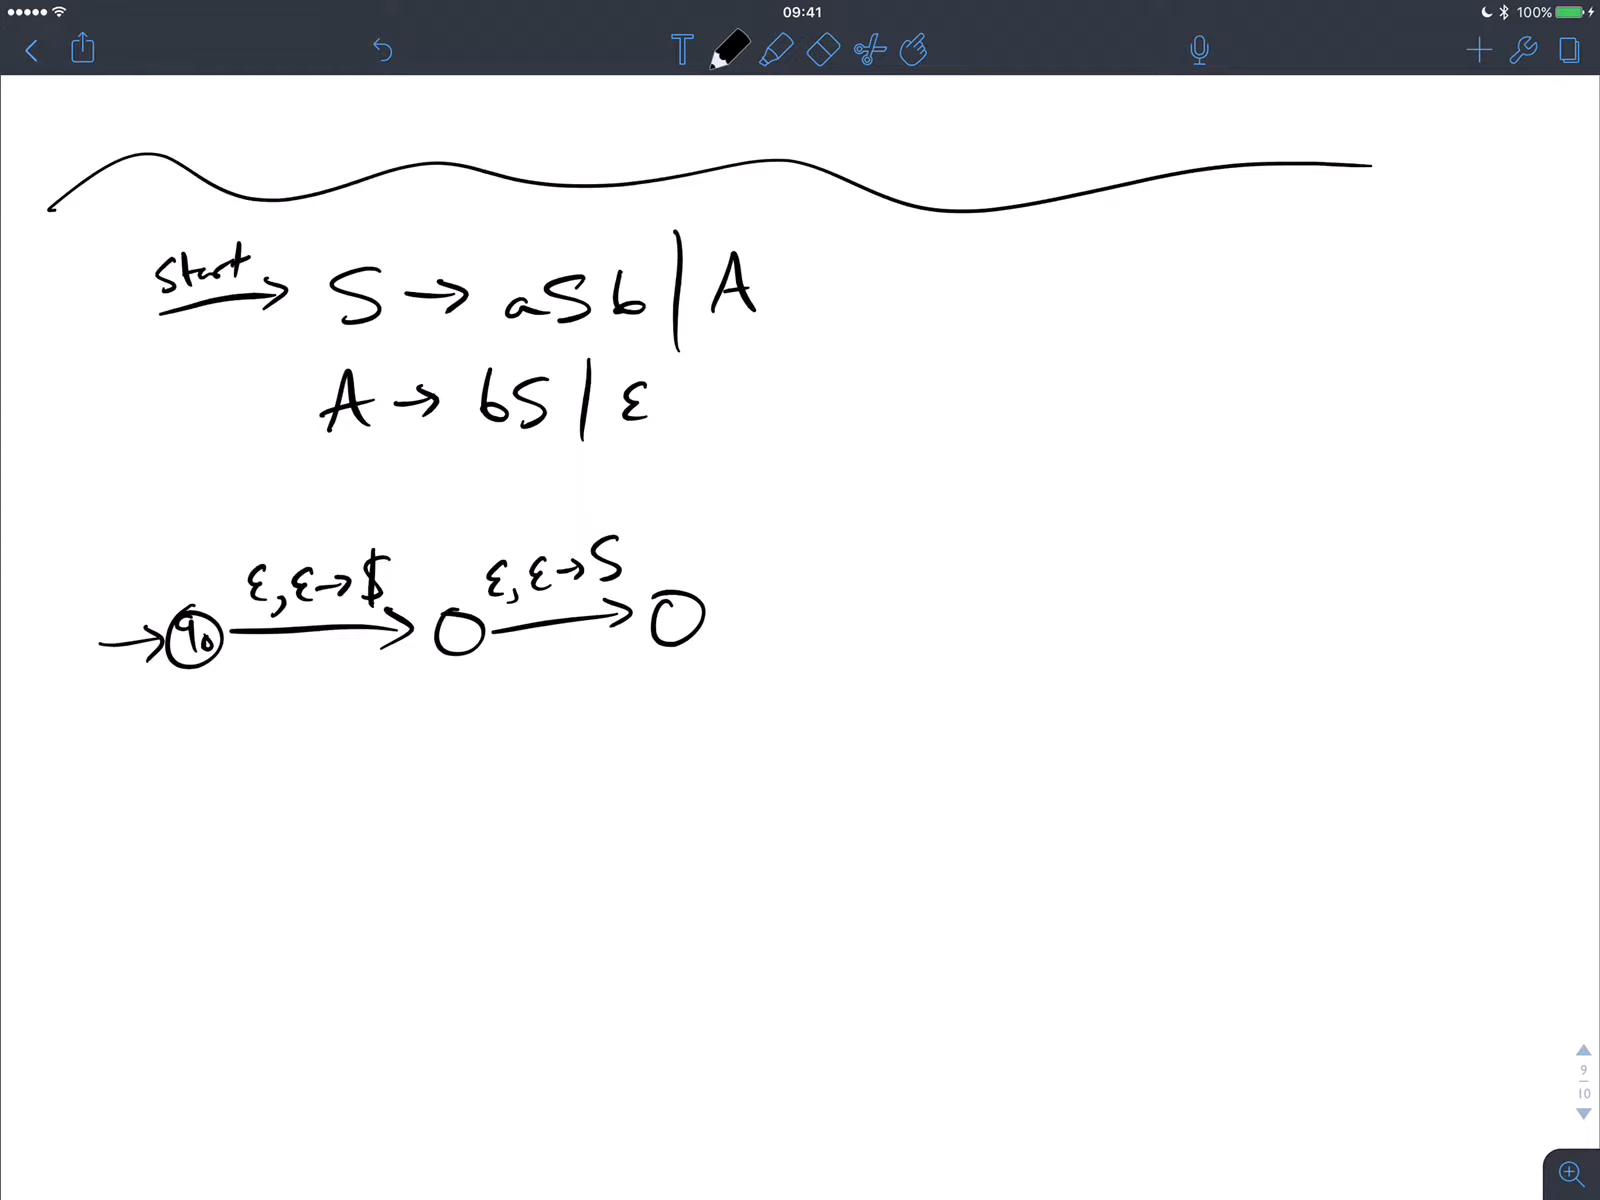 09:41
100%
T
start S → aSb | A
A → bS | ε
ε, ε → $ ε, ε → S
q0
9
10